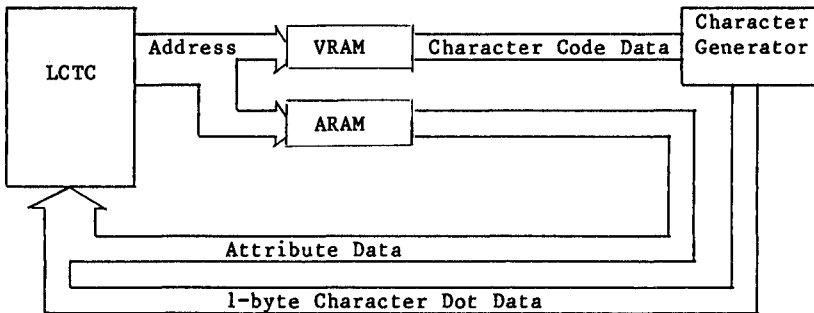 Character
Generator
Address
VRAM
Character Code Data
LCTC
ARAM
Attribute Data
1-byte Character Dot Data